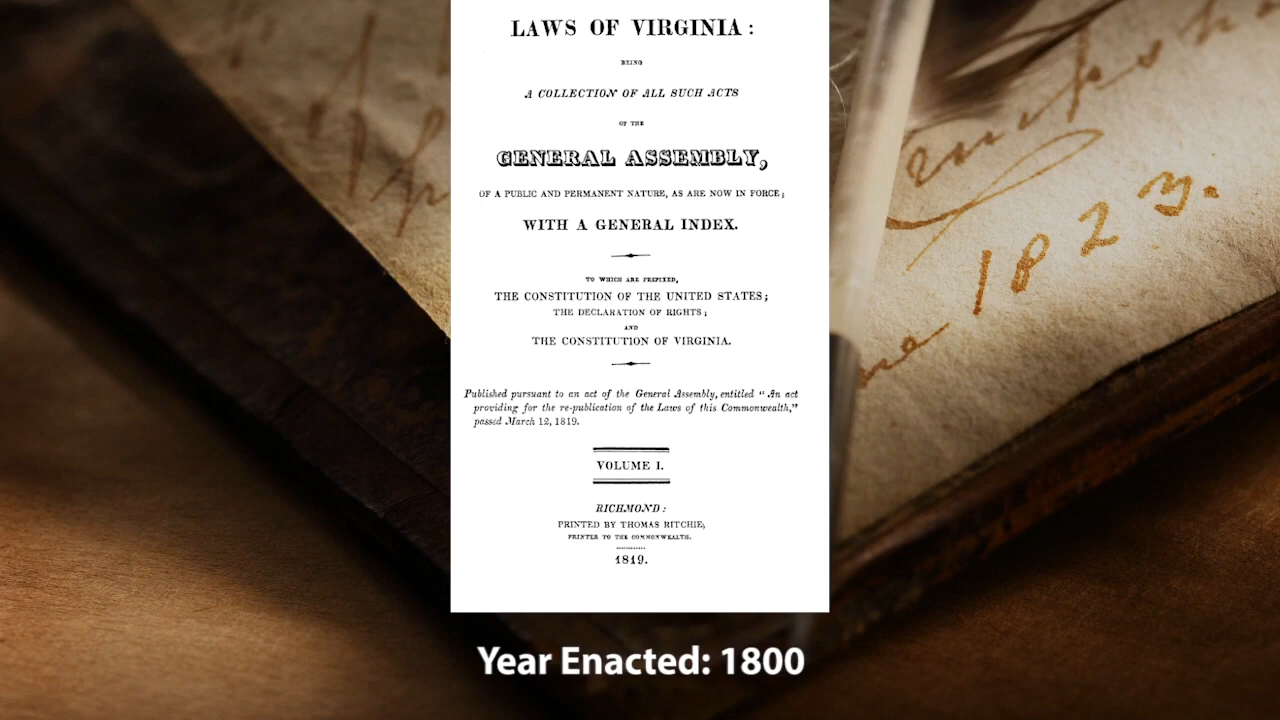 LAWS OF VIRGINIA:
BEING
A COLLECTION OF ALL SUCH ACTS
OF THE
GENERAL ASSEMBLY,
OF A PUBLIC AND PERMANENT NATURE, AS ARE NOW IN FORCE;
WITH A GENERAL INDEX.
TO WHICH ARE PREFIXED,
THE CONSTITUTION OF THE UNITED STATES;
THE DECLARATION OF RIGHTS;
AND
THE CONSTITUTION OF VIRGINIA.
Published pursuant to an act of the General Assembly, entitled "An act
providing for the re-publication of the Laws of this Commonwealth,"
passed March 12, 1819.
VOLUME I.
RICHMOND:
PRINTED BY THOMAS RITCHIE,
PRINTER TO THE COMMONWEALTH.
1819.
1823.
Year Enacted: 1800